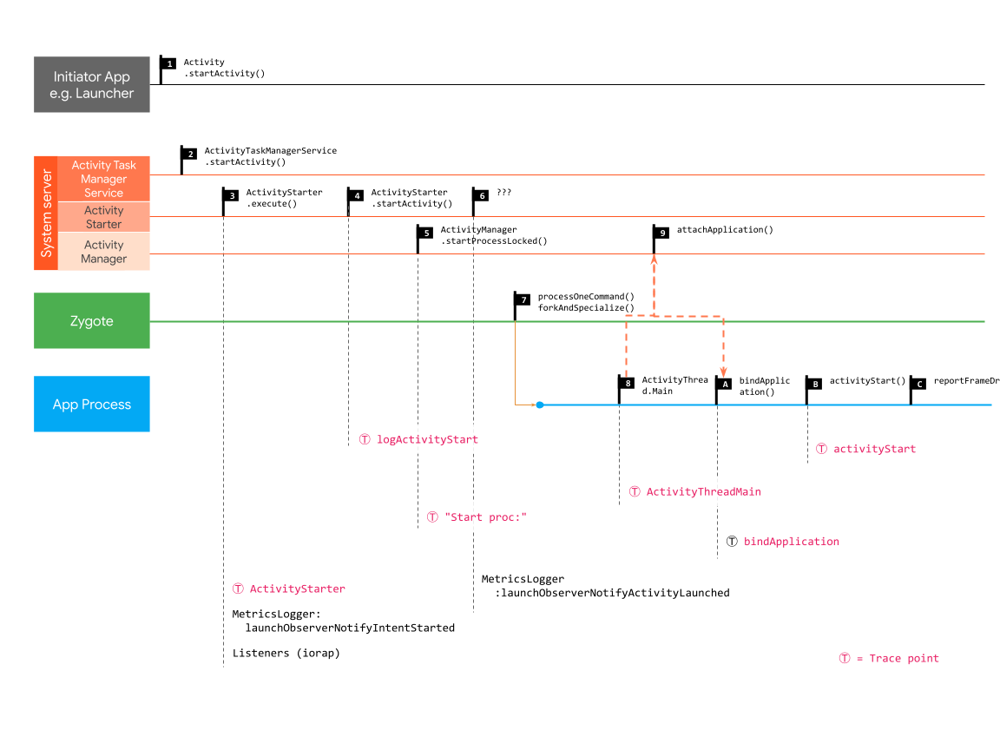 1 Activity
.startActivity()
Initiator App
e.g. Launcher
2 ActivityTaskManagerService
.startActivity()
System server
Activity Task
Manager
Service
3 ActivityStarter
.execute()
4 ActivityStarter
.startActivity()
6 ???
Activity
Starter
5 ActivityManager
.startProcessLocked()
9 attachApplication()
Activity
Manager
7 processOneCommand()
forkAndSpecialize()
Zygote
8 ActivityThrea
d.Main
A bindApplic
ation()
B activityStart()
C reportFrameDr
App Process
Ⓣ logActivityStart
Ⓣ activityStart
Ⓣ ActivityThreadMain
Ⓣ "Start proc:"
Ⓣ bindApplication
MetricsLogger
:launchObserverNotifyActivityLaunched
Ⓣ ActivityStarter
MetricsLogger:
launchObserverNotifyIntentStarted
Listeners (iorap)
Ⓣ = Trace point